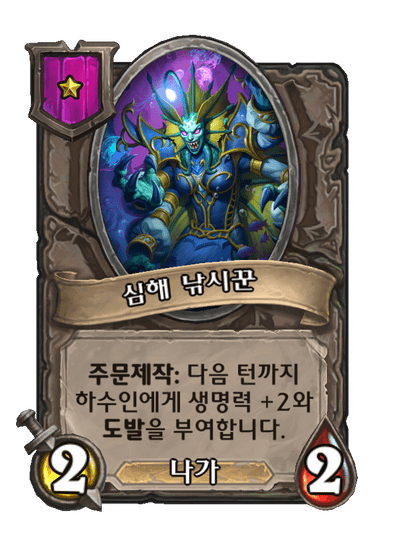 심해 낚시꾼
주문제작: 다음 턴까지
하수인에게 생명력 +2와
도발을 부여합니다.
2
나가
2